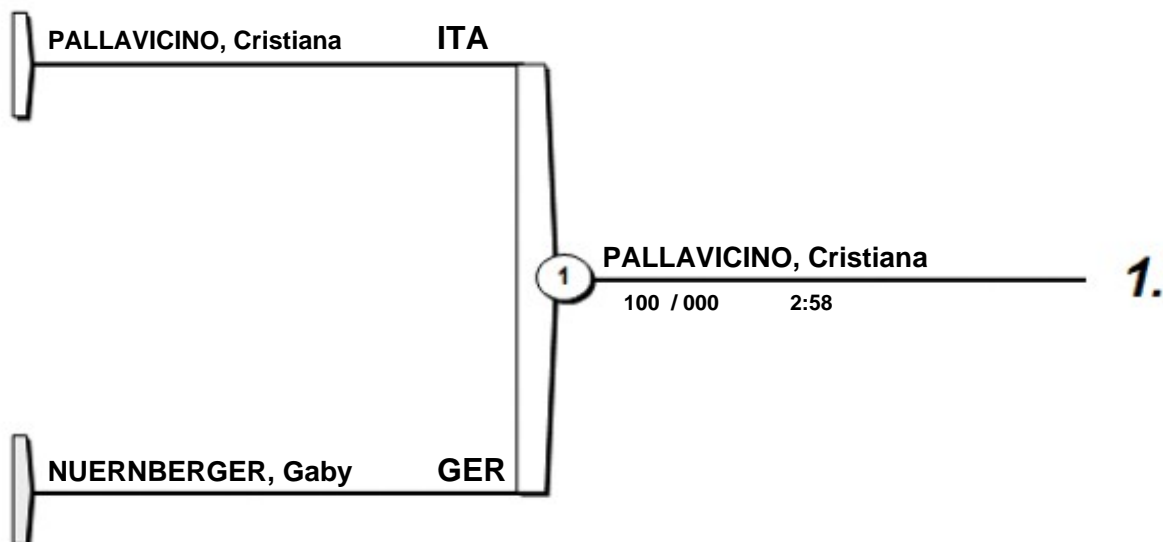 PALLAVICINO, Cristiana ITA
1
PALLAVICINO, Cristiana
1.
100 / 000 2:58
NUERNBERGER, Gaby GER